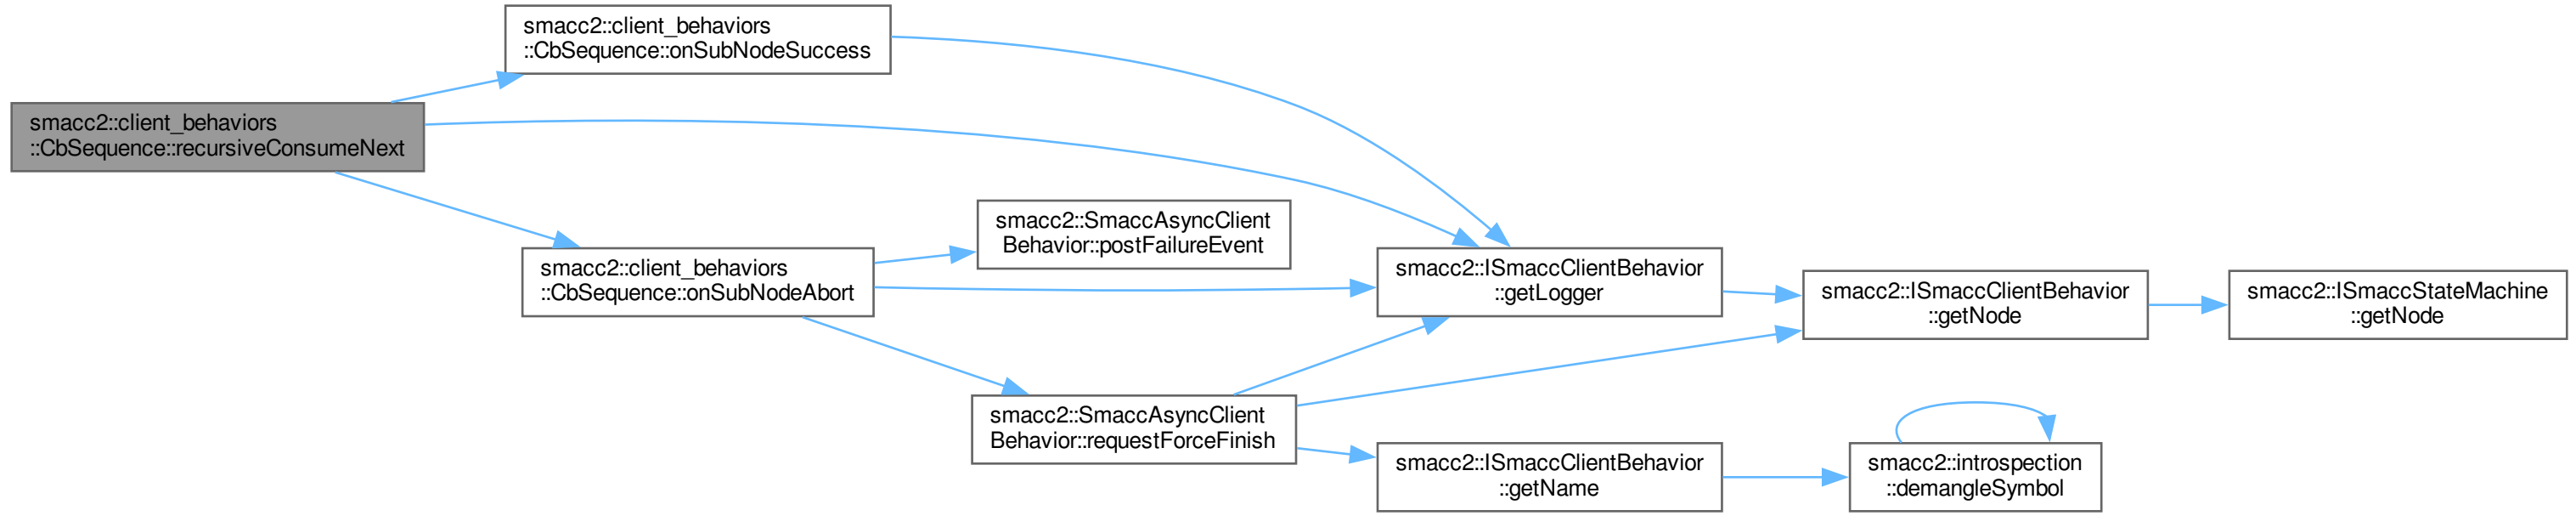 smacc2::client_behaviors
::CbSequence::onSubNodeSuccess
smacc2::client_behaviors
::CbSequence::recursiveConsumeNext
smacc2::SmaccAsyncClient
Behavior::postFailureEvent
smacc2::client_behaviors
::CbSequence::onSubNodeAbort
smacc2::ISmaccClientBehavior
::getLogger
smacc2::ISmaccClientBehavior
::getNode
smacc2::ISmaccStateMachine
::getNode
smacc2::SmaccAsyncClient
Behavior::requestForceFinish
smacc2::ISmaccClientBehavior
::getName
smacc2::introspection
::demangleSymbol